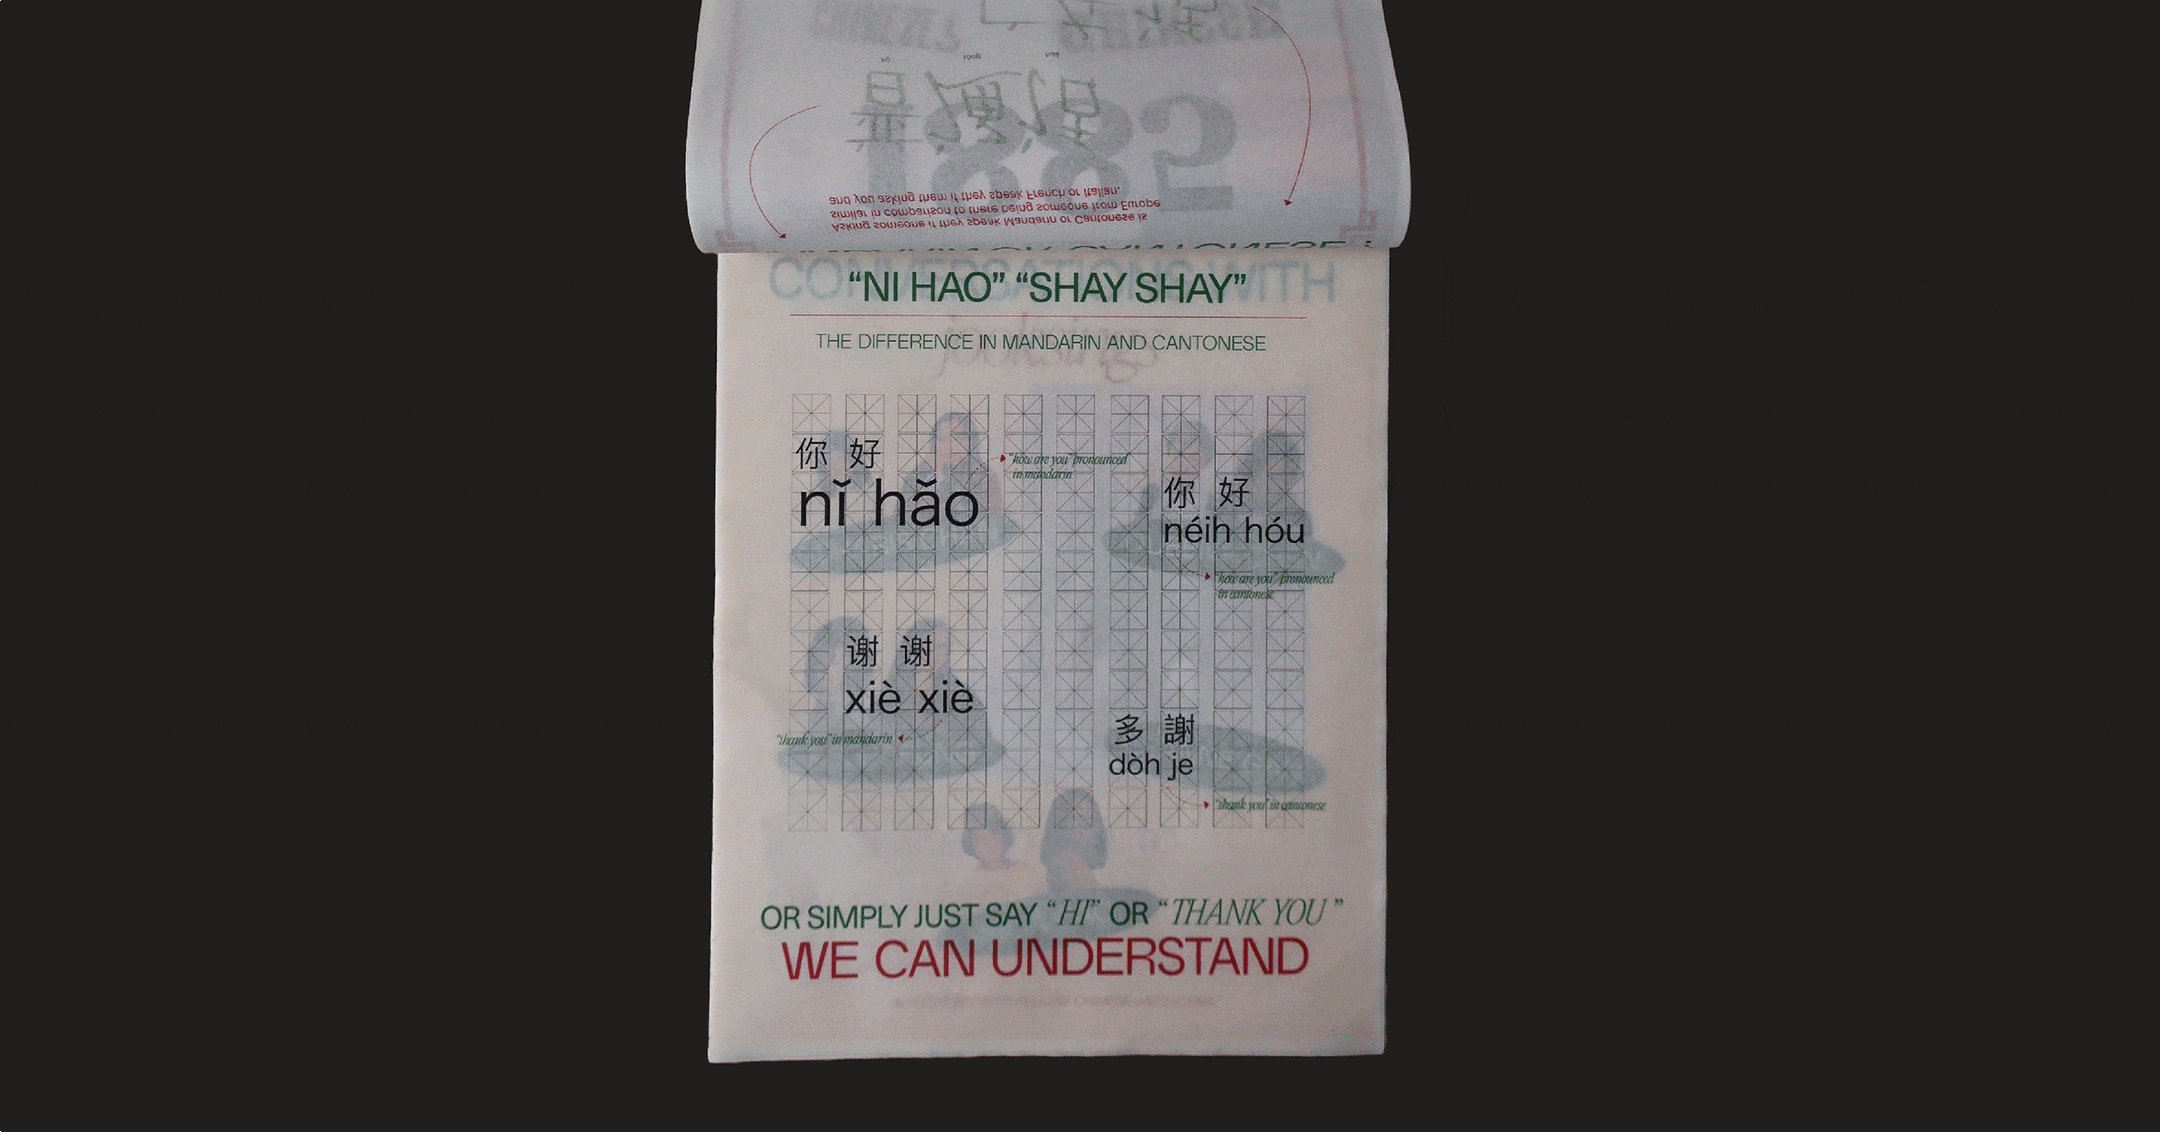 Asking someone if they speak Mandarin or Cantonese is
similar in comparison to there being someone from Europe
and you asking them if they speak French or Italian.
1882
“NI HAO” “SHAY SHAY”
CONVERSATIONS WITH
jooksings
THE DIFFERENCE IN MANDARIN AND CANTONESE
你 好
nǐ hǎo
"how are you" pronounced
in mandarin
你 好
néih hóu
"how are you" pronounced
in cantonese
谢 谢
xiè xiè
"thank you" in mandarin
多 謝
dòh je
"thank you" in cantonese
OR SIMPLY JUST SAY “HI” OR “THANK YOU”
WE CAN UNDERSTAND